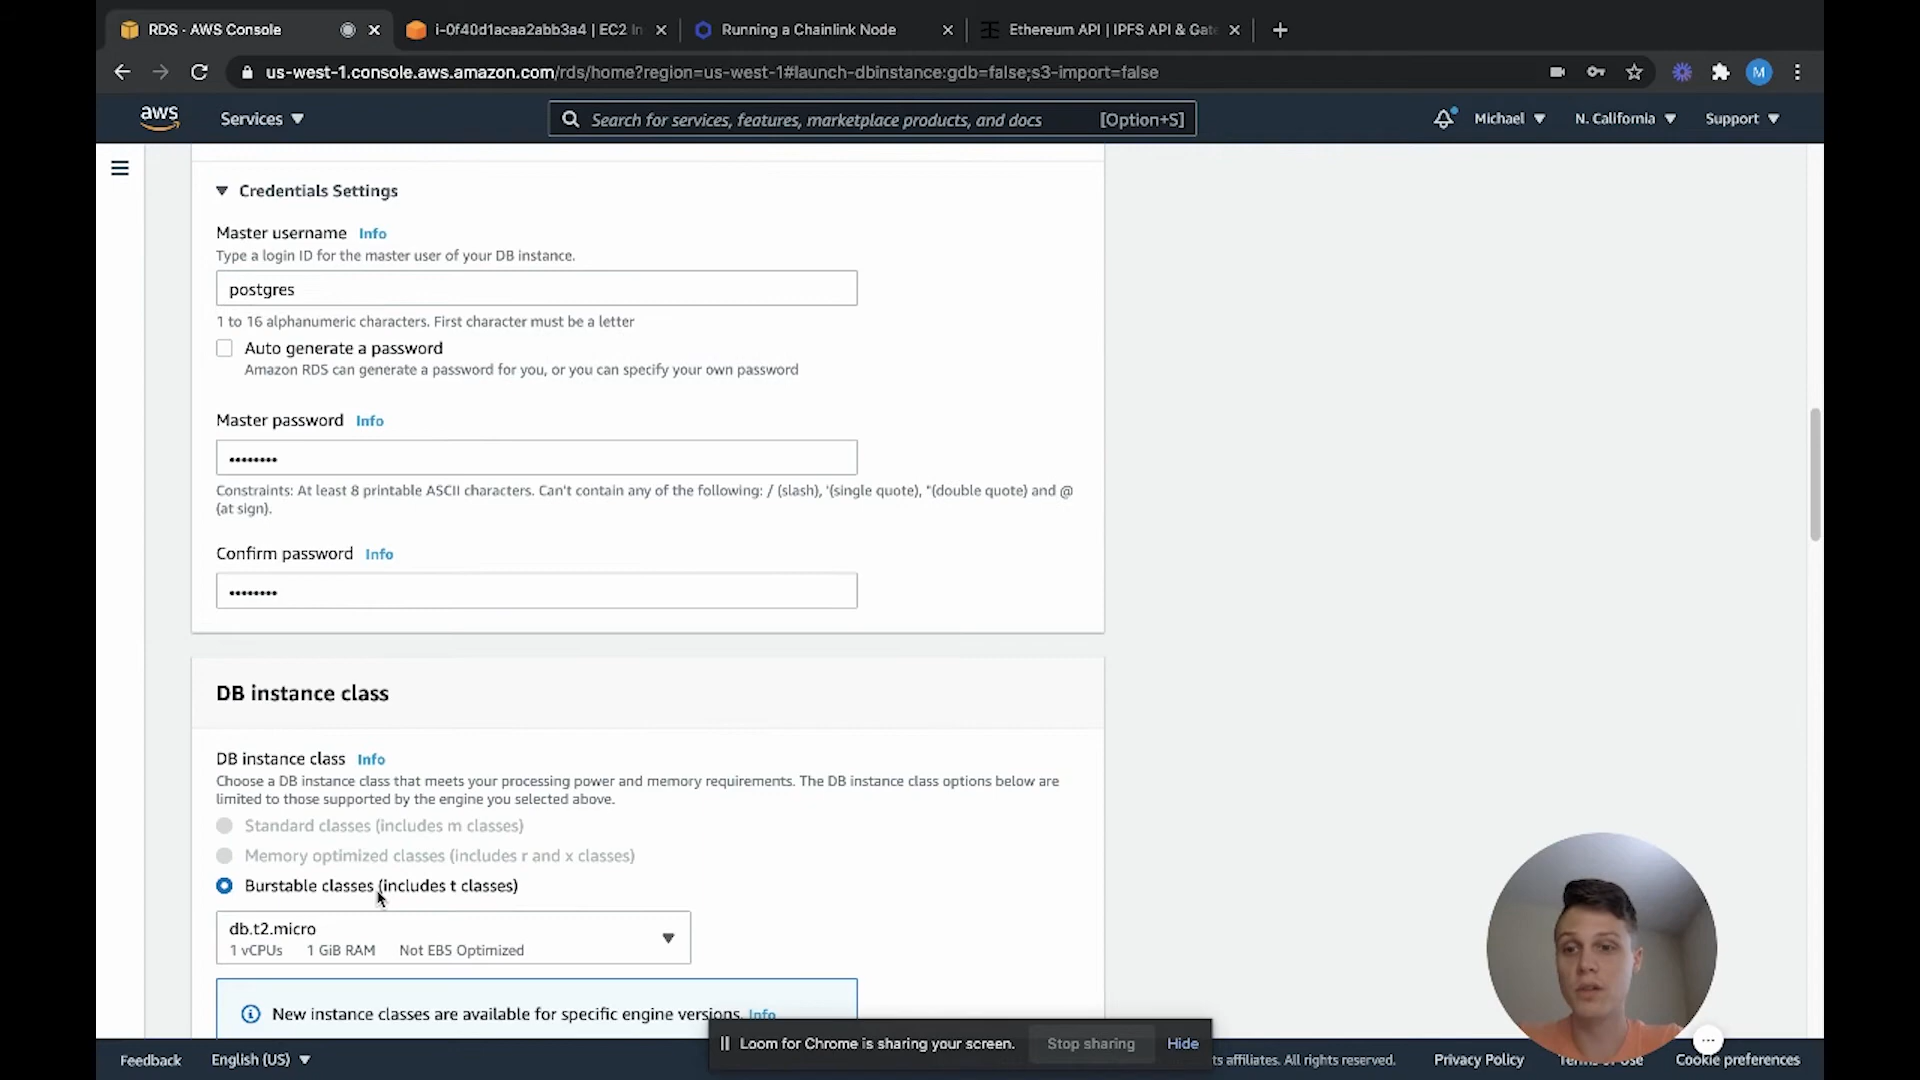 RDS - AWS Console
i-0f40d1acaa2abb3a4 | EC2 In
Running a Chainlink Node
Ethereum API | IPFS API & Gate
us-west-1.console.aws.amazon.com/rds/home?region=us-west-1#launch-dbinstance:gdb=false;s3-import=false
M
aws
Services
Search for services, features, marketplace products, and docs
[Option+S]
Michael
N. California
Support
Credentials Settings
Master username Info
Type a login ID for the master user of your DB instance.
postgres
1 to 16 alphanumeric characters. First character must be a letter
Auto generate a password
Amazon RDS can generate a password for you, or you can specify your own password
Master password Info
••••••••
Constraints: At least 8 printable ASCII characters. Can't contain any of the following: / (slash), '(single quote), "(double quote) and @
(at sign).
Confirm password Info
••••••••
DB instance class
DB instance class Info
Choose a DB instance class that meets your processing power and memory requirements. The DB instance class options below are
limited to those supported by the engine you selected above.
Standard classes (includes m classes)
Memory optimized classes (includes r and x classes)
Burstable classes (includes t classes)
db.t2.micro
1 vCPUs 1 GiB RAM Not EBS Optimized
New instance classes are available for specific engine versions. Info
Loom for Chrome is sharing your screen.
Stop sharing
Hide
Feedback
English (US)
ts affiliates. All rights reserved.
Privacy Policy
Terms of Use
Cookie preferences